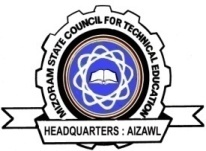 MIZORAM STATE COUNCIL FOR TECHNICAL EDUCATION
HEADQUARTERS : AIZAWL